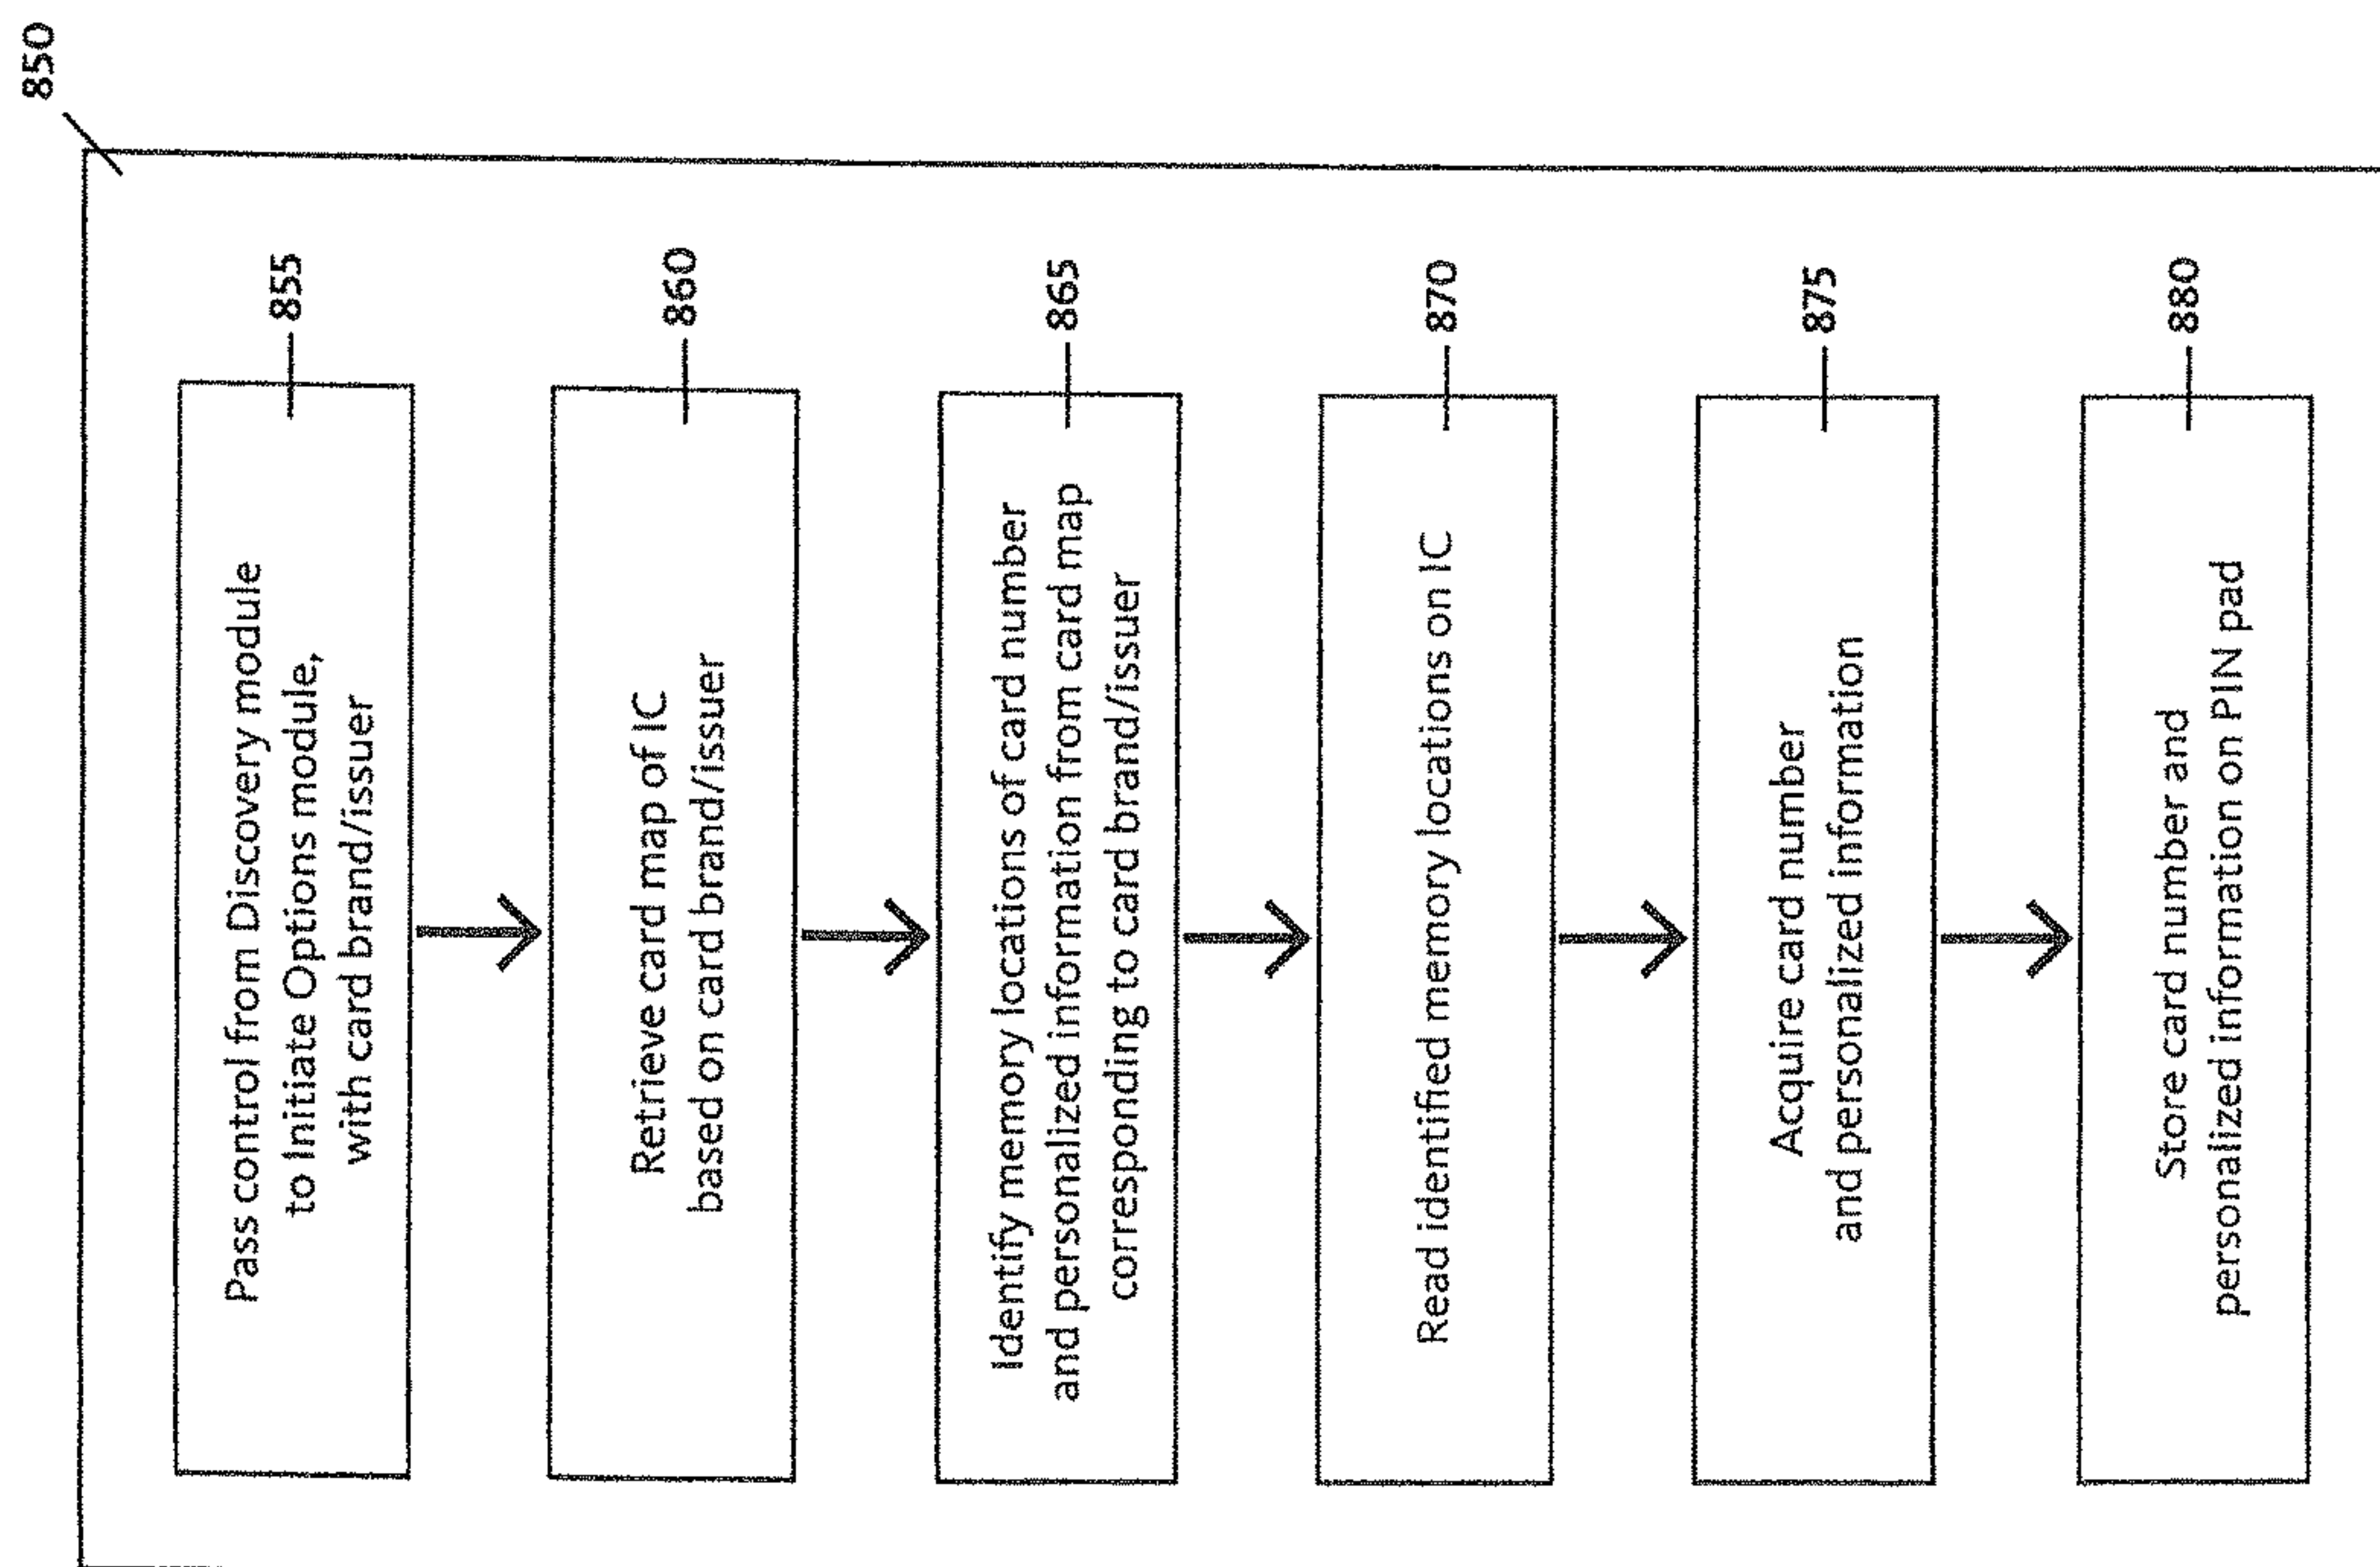 850
Pass control from Discovery module
to Initiate Options module,
with card brand/issuer
855
Retrieve card map of IC
based on card brand/issuer
860
Identify memory locations of card number
and personalized information from card map
corresponding to card brand/issuer
865
Read identified memory locations on IC
870
Acquire card number
and personalized information
875
Store card number and
personalized information on PIN pad
880